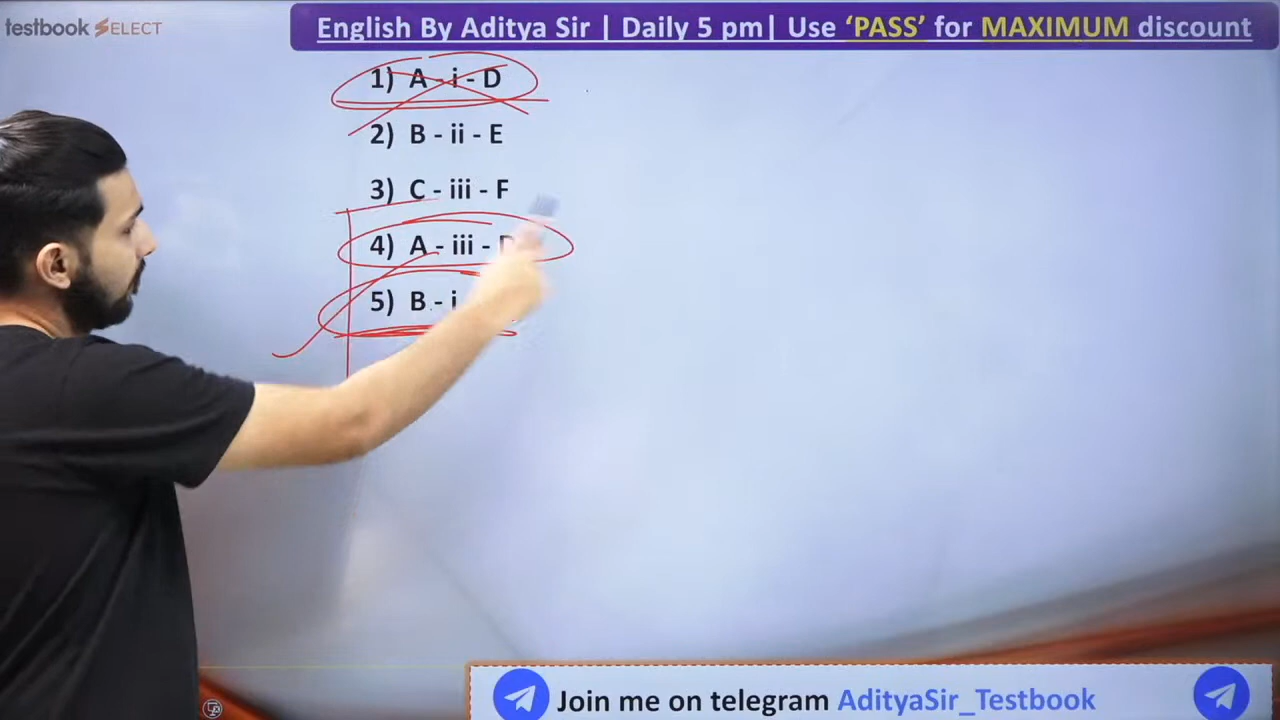 testbook SELECT
English By Aditya Sir | Daily 5 pm| Use ‘PASS’ for MAXIMUM discount
1) A - i - D
2) B - ii - E
3) C - iii - F
4) A - iii -
5) B - i
Join me on telegram AdityaSir_Testbook